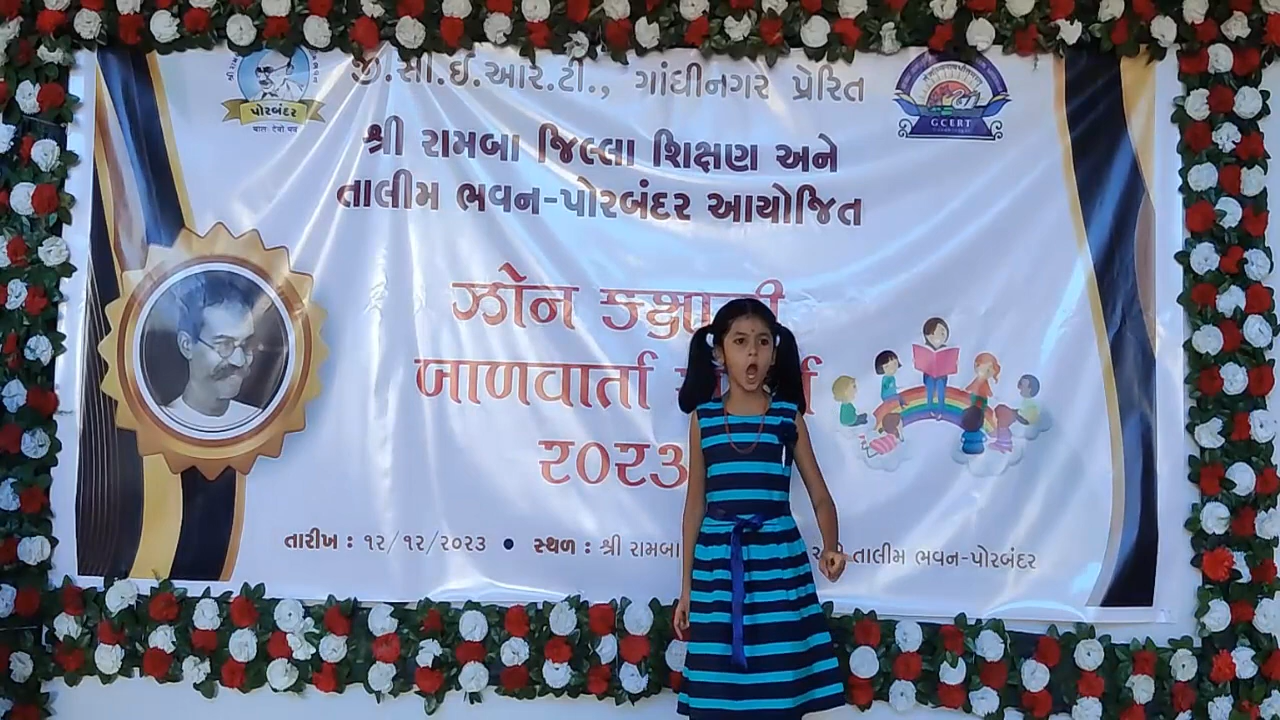 જી.સી.ઈ.આર.ટી., ગાંધીનગર પ્રેરિત
પોરબંદર
GCERT
શ્રી રામબા જિલ્લા શિક્ષણ અને
તાલીમ ભવન-પોરબંદર આયોજિત
ઝોન કક્ષાની
બાળવાર્તા
૨૦૨૩
તારીખ : ૧૨/૧૨/૨૦૨૩ • સ્થળ : શ્રી રામબા તાલીમ ભવન-પોરબંદર